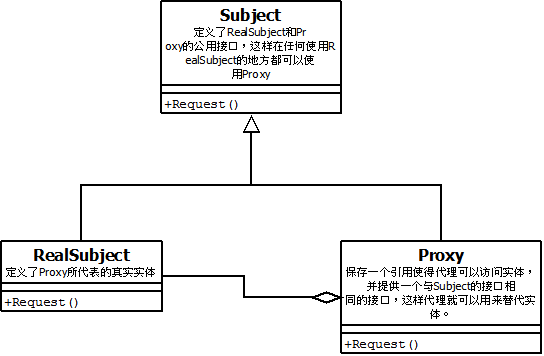 Subject
定义了RealSubject和Pr
oxy的公用接口，这样在任何使用R
ealSubject的地方都可以使
用Proxy
+Request()
RealSubject
定义了Proxy所代表的真实实体
+Request()
Proxy
保存一个引用使得代理可以访问实体，
并提供一个与Subject的接口相
同的接口，这样代理就可以用来替代实
体。
+Request()